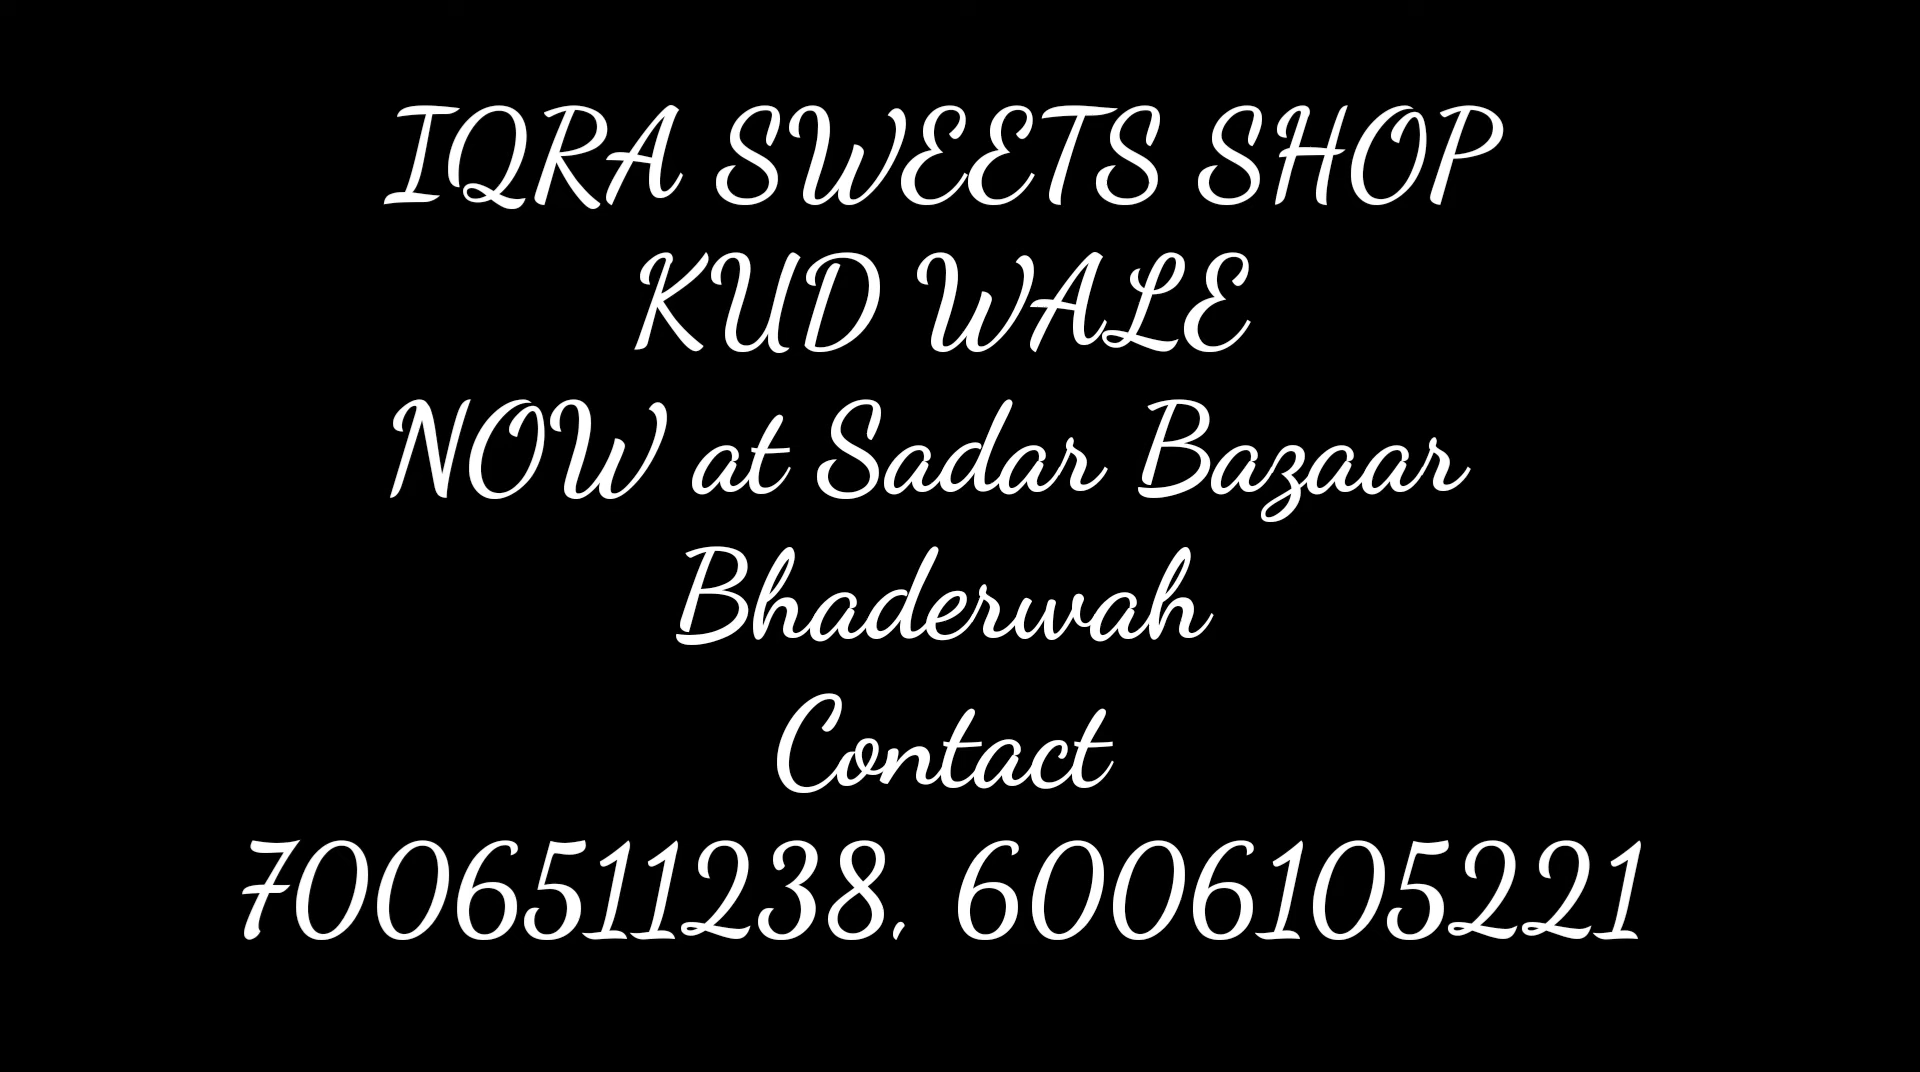 IQRA SWEETS SHOP
KUD WALE
NOW at Sadar Bazaar
Bhaderwah
Contact
7006511238, 6006105221